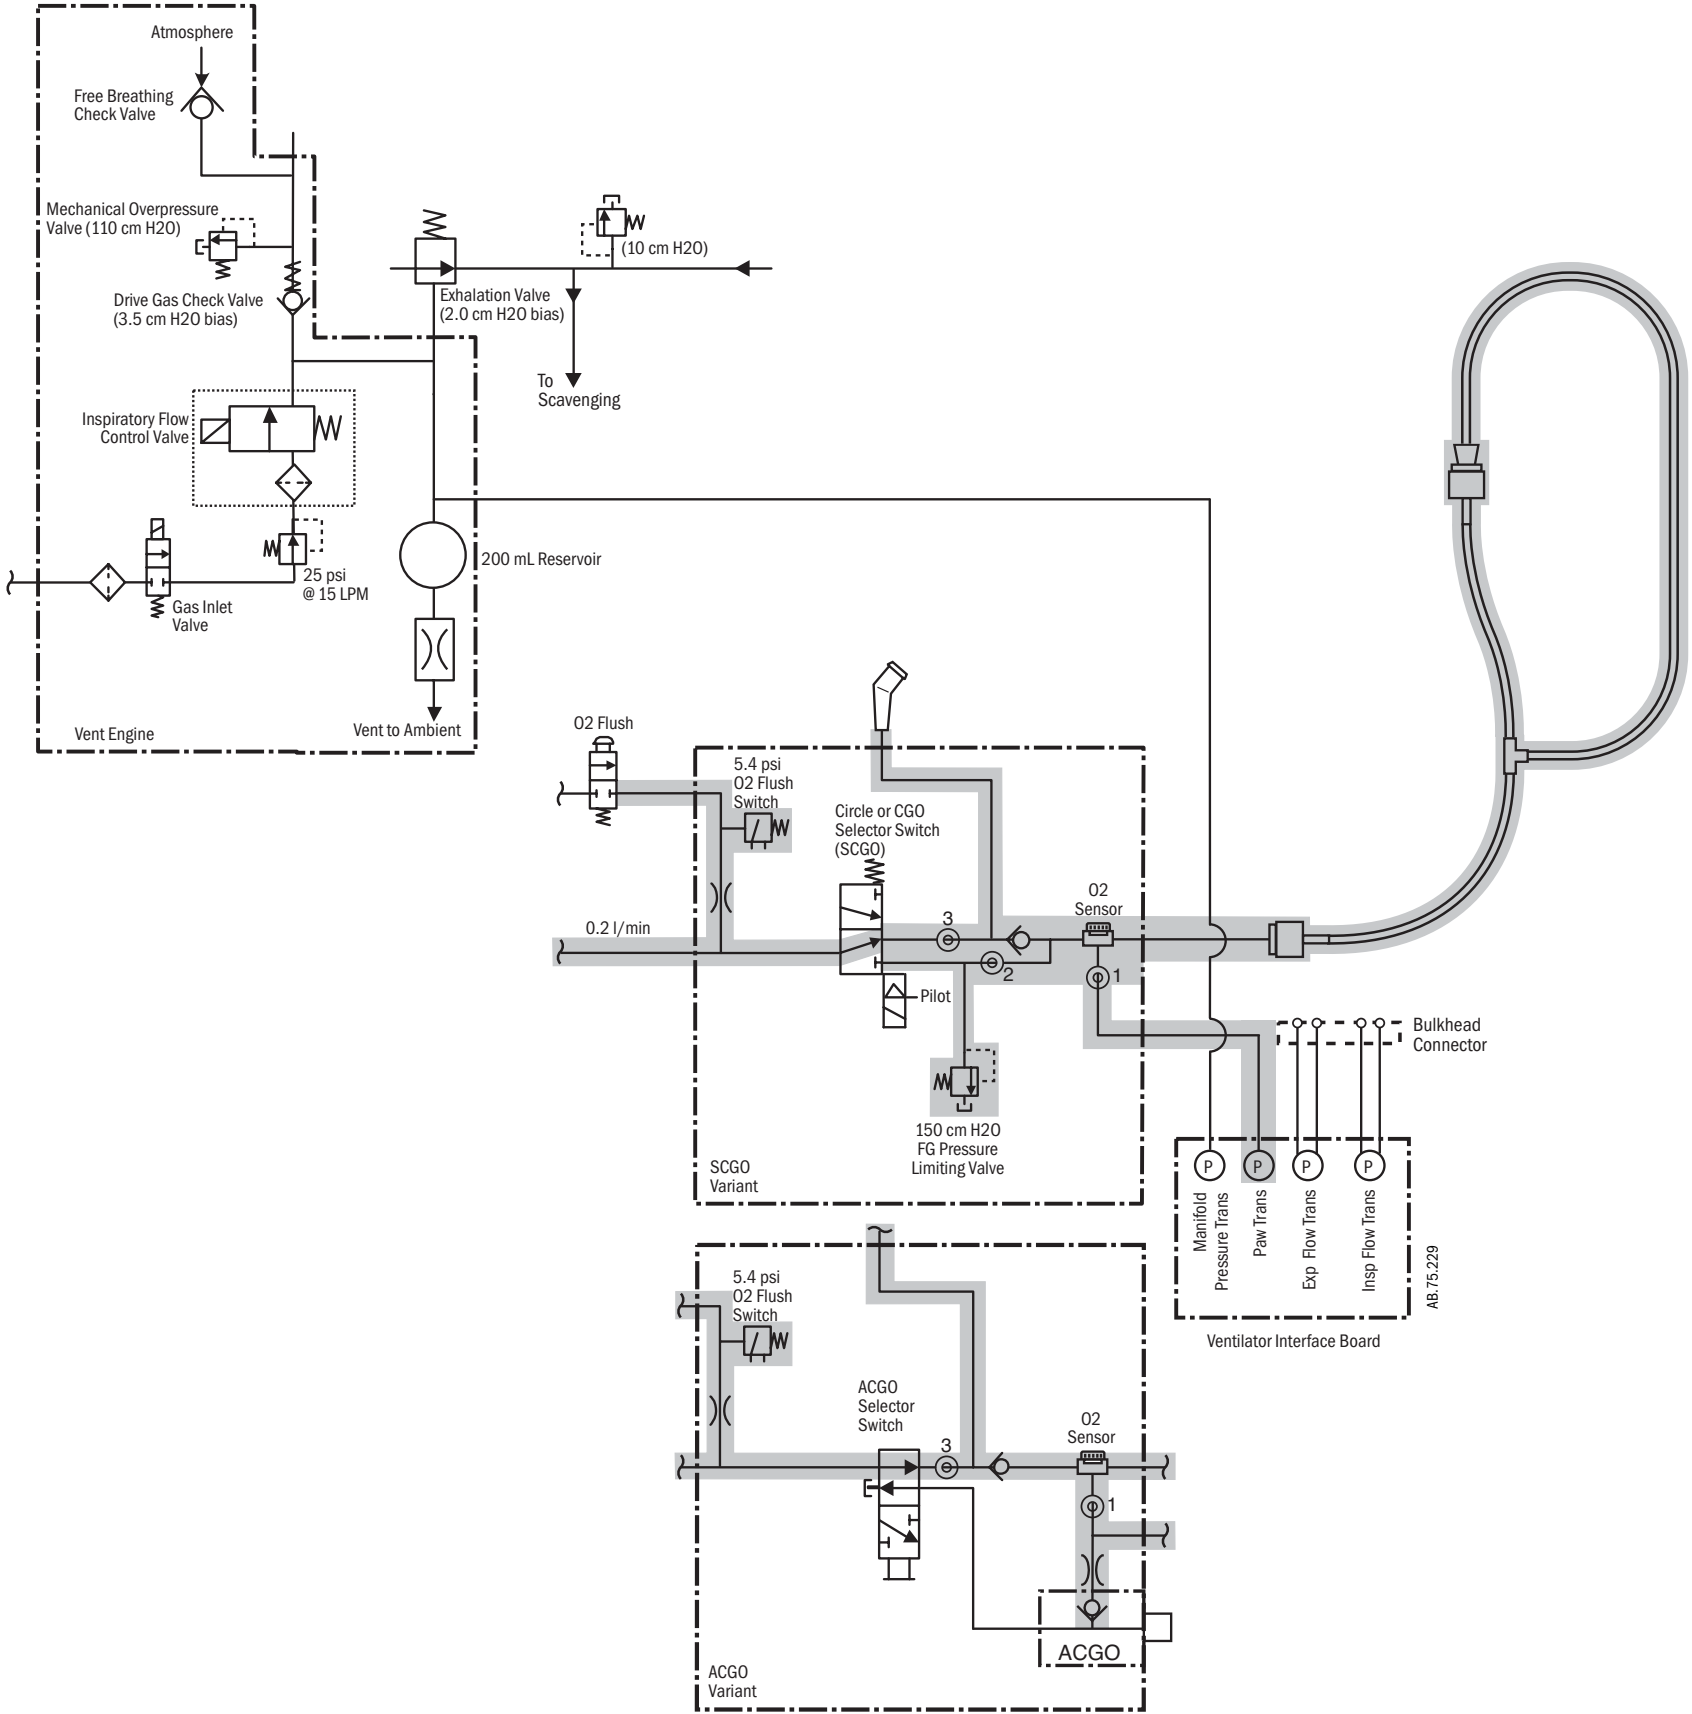 Atmosphere
Free Breathing
Check Valve
Mechanical Overpressure
Valve (110 cm H2O)
Drive Gas Check Valve
(3.5 cm H2O bias)
Inspiratory Flow
Control Valve
25 psi
@ 15 LPM
Gas Inlet
Valve
Vent Engine
(10 cm H2O)
Exhalation Valve
(2.0 cm H2O bias)
To
Scavenging
200 mL Reservoir
Vent to Ambient
O2 Flush
5.4 psi
O2 Flush
Switch
Circle or CGO
Selector Switch
(SCGO)
0.2 l/min
3
2
O2
Sensor
1
Pilot
150 cm H2O
FG Pressure
Limiting Valve
SCGO
Variant
Bulkhead
Connector
P
P
P
P
Manifold
Pressure Trans
Paw Trans
Exp Flow Trans
Insp Flow Trans
Ventilator Interface Board
AB.75.229
5.4 psi
O2 Flush
Switch
ACGO
Selector
Switch
3
O2
Sensor
1
ACGO
ACGO
Variant